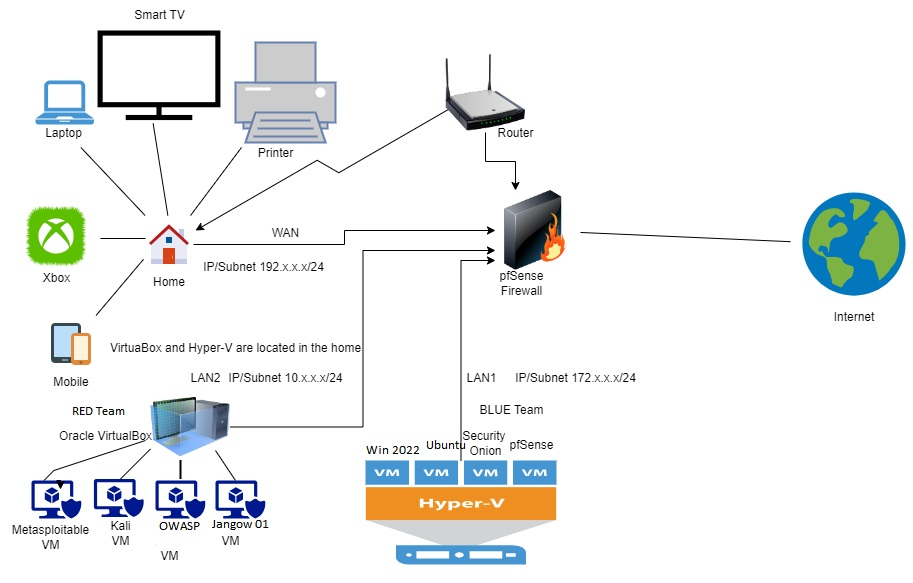 Smart TV
Laptop
Printer
Router
Xbox
Home
WAN
IP/Subnet 192.x.x.x/24
pfSense
Firewall
Internet
Mobile
VirtuaBox and Hyper-V are located in the home
LAN2 IP/Subnet 10.x.x.x/24
LAN1 IP/Subnet 172.x.x.x/24
RED Team
BLUE Team
Oracle VirtualBox
Win 2022
Ubuntu
Security
Onion
pfSense
VM VM VM VM
Hyper-V
Metasploitable
VM
Kali
VM
OWASP
VM
Jangow 01
VM